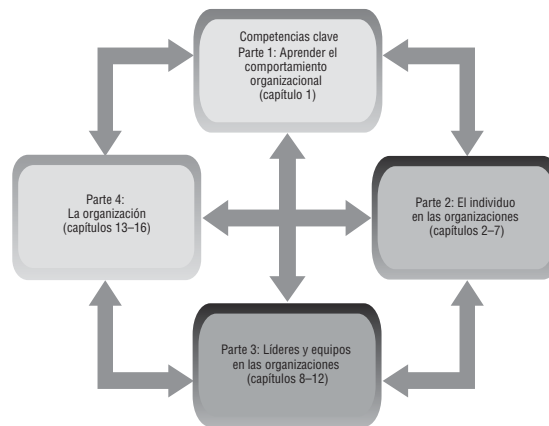 Competencias clave
Parte 1: Aprender el
comportamiento
organizacional
(capítulo 1)
Parte 4:
La organización
(capítulos 13–16)
Parte 2: El individuo
en las organizaciones
(capítulos 2–7)
Parte 3: Líderes y equipos
en las organizaciones
(capítulos 8–12)